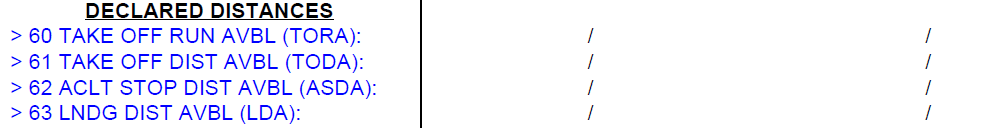 DECLARED DISTANCES
> 60 TAKE OFF RUN AVBL (TORA): / /
> 61 TAKE OFF DIST AVBL (TODA): / /
> 62 ACLT STOP DIST AVBL (ASDA): / /
> 63 LNDG DIST AVBL (LDA): / /